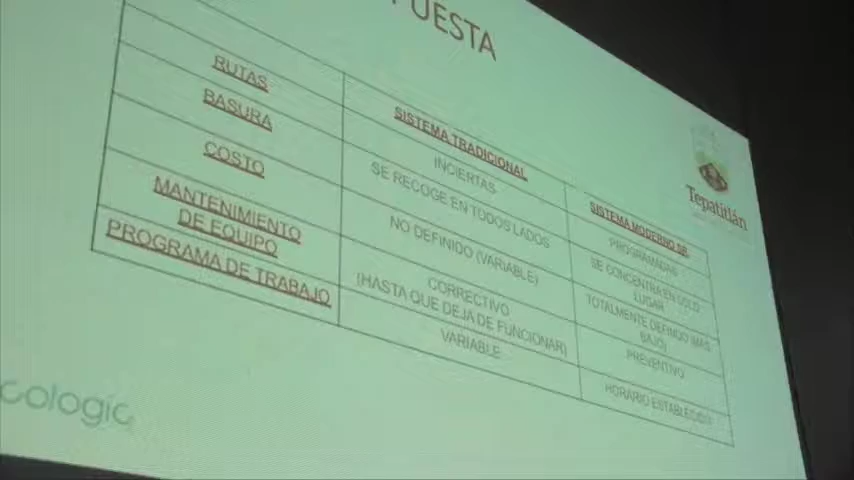 PUESTA
SISTEMA TRADICIONAL
SISTEMA MODERNO SR.
RUTAS
INCIERTAS
PROGRAMADAS
BASURA
SE RECOGE EN TODOS LADOS
SE CONCENTRA EN SOLO
LUGAR
COSTO
NO DEFINIDO (VARIABLE)
TOTALMENTE DEFINIDO (MAS
BAJO)
MANTENIMIENTO
DE EQUIPO
CORRECTIVO
(HASTA QUE DEJA DE FUNCIONAR)
PREVENTIVO
PROGRAMA DE TRABAJO
VARIABLE
HORARIO ESTABLECIDO
Tepatitlán
cologic